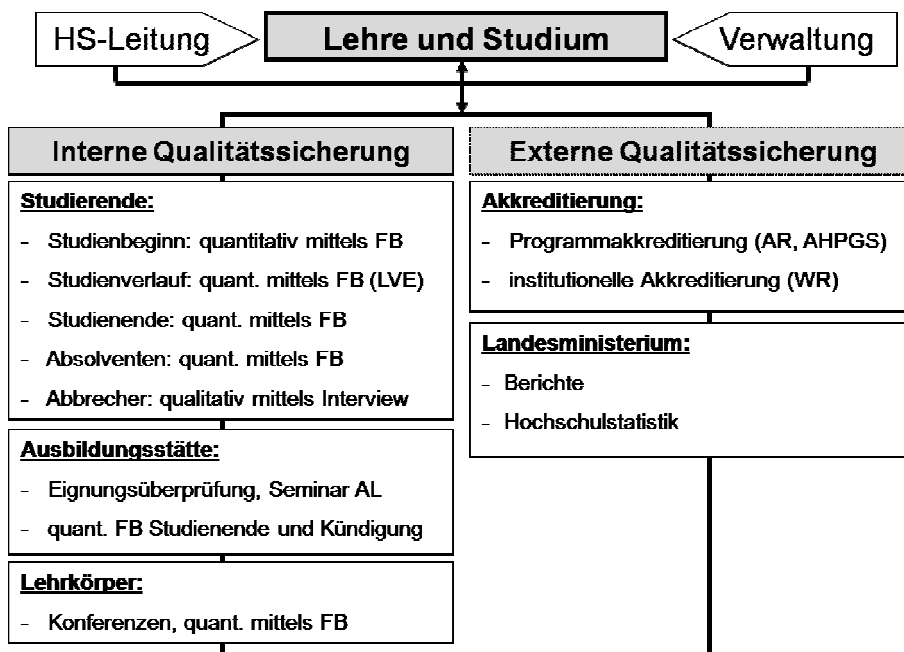 HS-Leitung
Lehre und Studium
Verwaltung
Interne Qualitätssicherung
Studierende:
- Studienbeginn: quantitativ mittels FB
- Studienverlauf: quant. mittels FB (LVE)
- Studienende: quant. mittels FB
- Absolventen: quant. mittels FB
- Abbrecher: qualitativ mittels Interview
Ausbildungsstätte:
- Eignungsüberprüfung, Seminar AL
- quant. FB Studienende und Kündigung
Lehrkörper:
- Konferenzen, quant. mittels FB
Externe Qualitätssicherung
Akkreditierung:
- Programmakkreditierung (AR, AHPGS)
- institutionelle Akkreditierung (WR)
Landesministerium:
- Berichte
- Hochschulstatistik